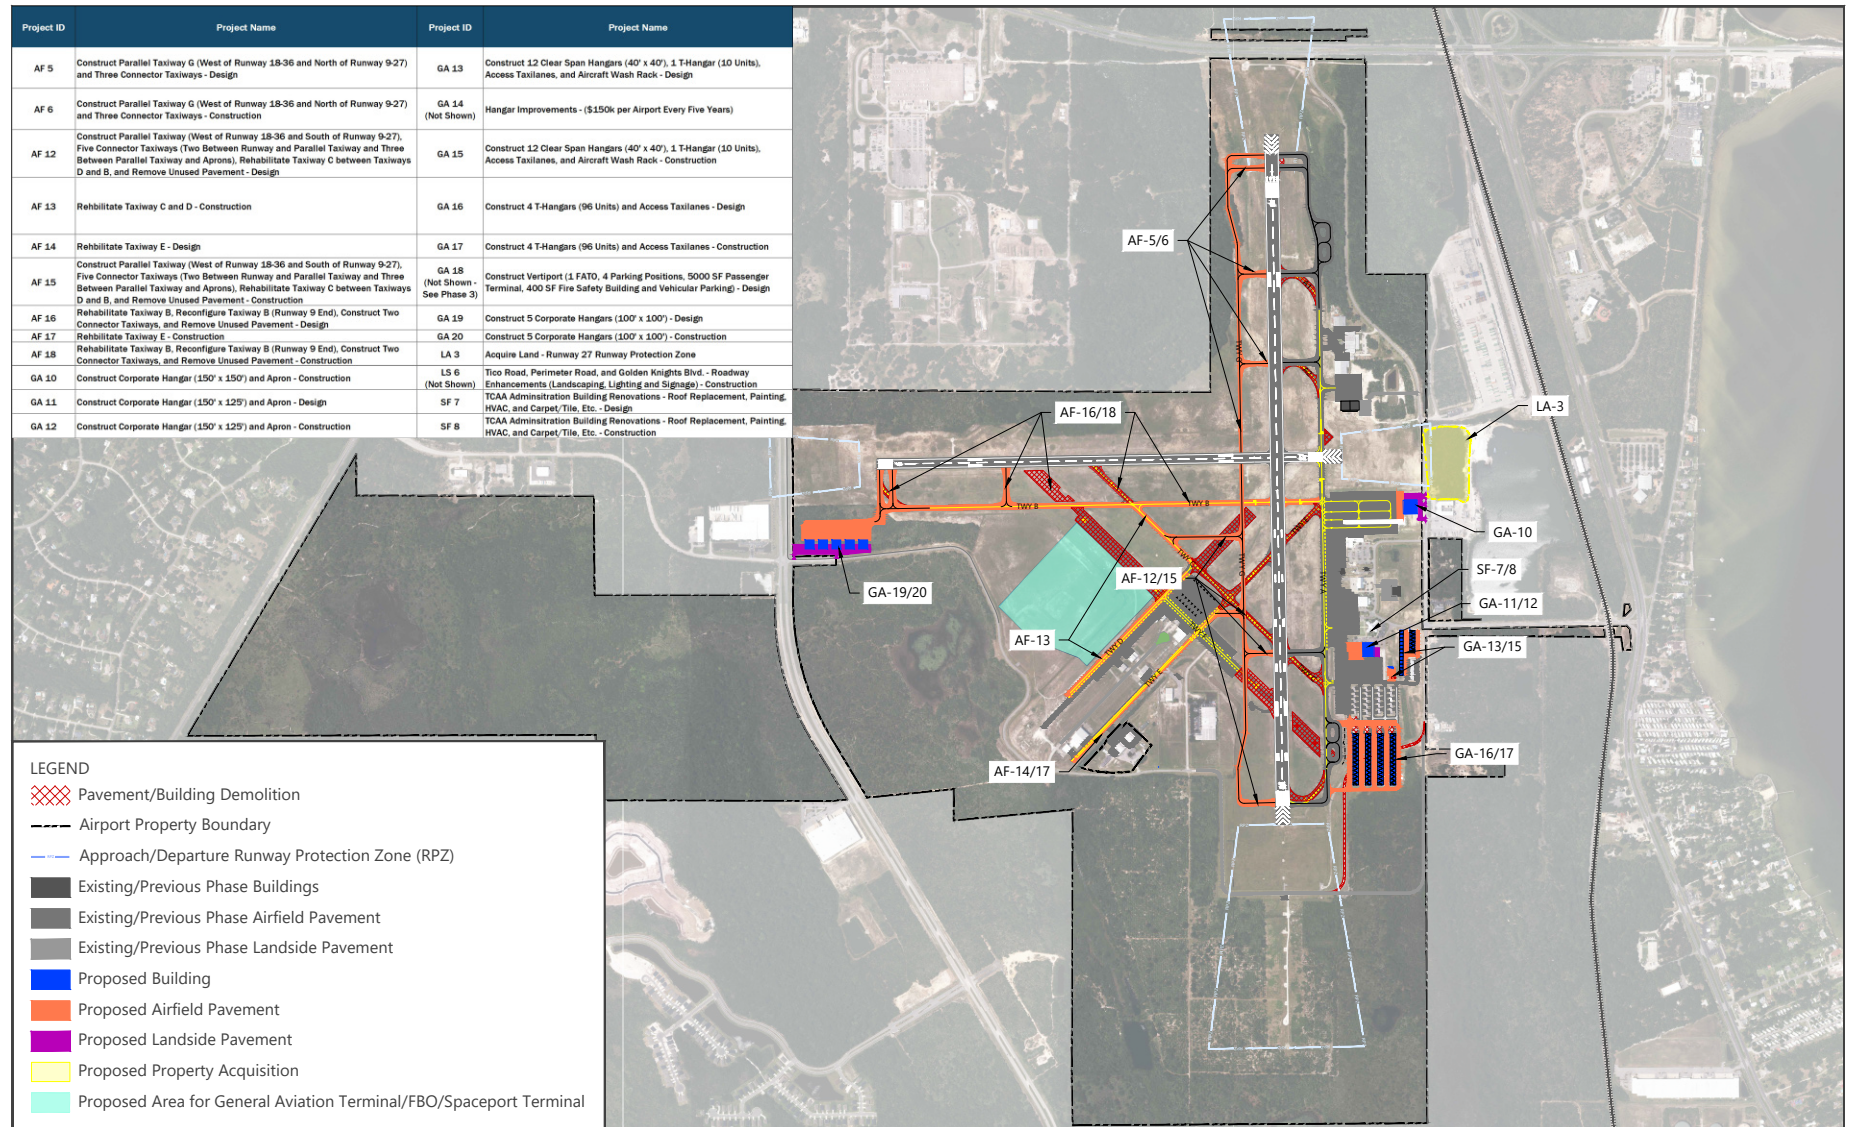 Project ID
Project Name
Project ID
Project Name
AF 5
Construct Parallel Taxiway G (West of Runway 18-36 and North of Runway 9-27)
and Three Connector Taxiways - Design
GA 13
Construct 12 Clear Span Hangars (40' x 40'), 1 T-Hangar (10 Units),
Access Taxilanes, and Aircraft Wash Rack - Design
AF 6
Construct Parallel Taxiway G (West of Runway 18-36 and North of Runway 9-27)
and Three Connector Taxiways - Construction
GA 14
(Not Shown)
Hangar Improvements - ($150k per Airport Every Five Years)
AF 12
Construct Parallel Taxiway (West of Runway 18-36 and South of Runway 9-27),
Five Connector Taxiways (Two Between Runway and Parallel Taxiway and Three
Between Parallel Taxiway and Aprons), Rehabilitate Taxiway C between Taxiways
D and B, and Remove Unused Pavement - Design
GA 15
Construct 12 Clear Span Hangars (40' x 40'), 1 T-Hangar (10 Units),
Access Taxilanes, and Aircraft Wash Rack - Construction
AF 13
Rehbilitate Taxiway C and D - Construction
GA 16
Construct 4 T-Hangars (96 Units) and Access Taxilanes - Design
AF 14
Rehbilitate Taxiway E - Design
GA 17
Construct 4 T-Hangars (96 Units) and Access Taxilanes - Construction
AF 15
Construct Parallel Taxiway (West of Runway 18-36 and South of Runway 9-27),
Five Connector Taxiways (Two Between Runway and Parallel Taxiway and Three
Between Parallel Taxiway and Aprons), Rehabilitate Taxiway C between Taxiways
D and B, and Remove Unused Pavement - Construction
GA 18
(Not Shown -
See Phase 3)
Construct Vertiport (1 FATO, 4 Parking Positions, 5000 SF Passenger
Terminal, 400 SF Fire Safety Building and Vehicular Parking) - Design
AF 16
Rehabilitate Taxiway B, Reconfigure Taxiway B (Runway 9 End), Construct Two
Connector Taxiways, and Remove Unused Pavement - Design
GA 19
Construct 5 Corporate Hangars (100' x 100') - Design
AF 17
Rehbilitate Taxiway E - Construction
GA 20
Construct 5 Corporate Hangars (100' x 100') - Construction
AF 18
Rehabilitate Taxiway B, Reconfigure Taxiway B (Runway 9 End), Construct Two
Connector Taxiways, and Remove Unused Pavement - Construction
LA 3
Acquire Land - Runway 27 Runway Protection Zone
GA 10
Construct Corporate Hangar (150' x 150') and Apron - Construction
LS 6
(Not Shown)
Tico Road, Perimeter Road, and Golden Knights Blvd. - Roadway
Enhancements (Landscaping, Lighting and Signage) - Construction
GA 11
Construct Corporate Hangar (150' x 125') and Apron - Design
SF 7
TCAA Adminsitration Building Renovations - Roof Replacement, Painting,
HVAC, and Carpet/Tile, Etc. - Design
GA 12
Construct Corporate Hangar (150' x 125') and Apron - Construction
SF 8
TCAA Adminsitration Building Renovations - Roof Replacement, Painting,
HVAC, and Carpet/Tile, Etc. - Construction
AF-5/6
AF-16/18
LA-3
TWY G
TWY B
TWY B
GA-10
SF-7/8
AF-12/15
TWY G
GA-19/20
GA-11/12
AF-13
GA-13/15
TWY D
TWY E
GA-16/17
AF-14/17
LEGEND
Pavement/Building Demolition
Airport Property Boundary
Approach/Departure Runway Protection Zone (RPZ)
Existing/Previous Phase Buildings
Existing/Previous Phase Airfield Pavement
Existing/Previous Phase Landside Pavement
Proposed Building
Proposed Airfield Pavement
Proposed Landside Pavement
Proposed Property Acquisition
Proposed Area for General Aviation Terminal/FBO/Spaceport Terminal